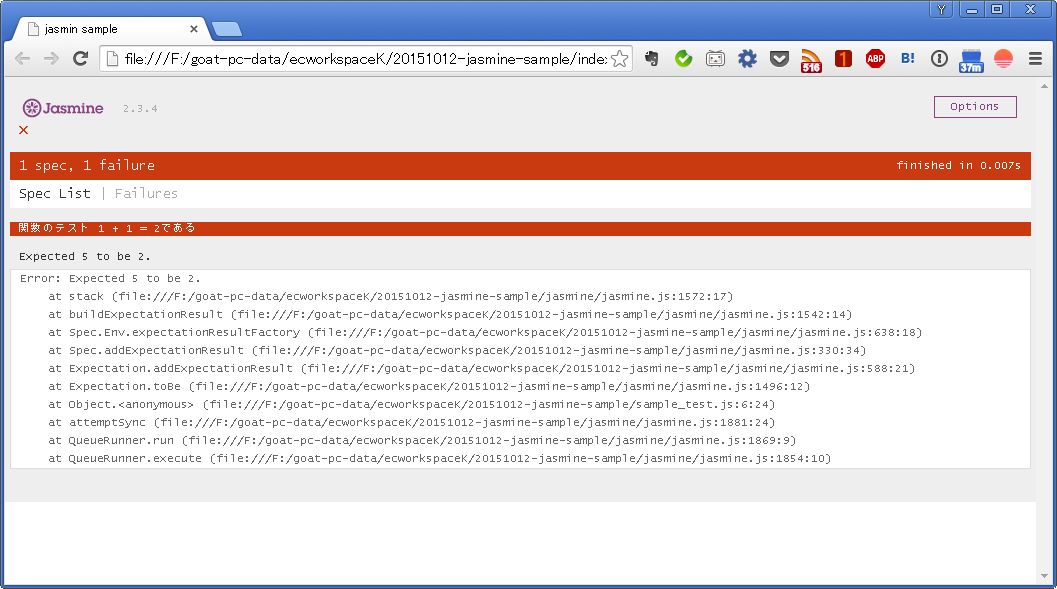 Y
jasmin sample
file:///F:/goat-pc-data/ecworkspaceK/20151012-jasmine-sample/index
516
1
ABP
B!
37m
Jasmine 2.3.4
Options
×
1 spec, 1 failure
finished in 0.007s
Spec List | Failures
関数のテスト 1 + 1 = 2である
Expected 5 to be 2.
Error: Expected 5 to be 2.
at stack (file:///F:/goat-pc-data/ecworkspaceK/20151012-jasmine-sample/jasmine/jasmine.js:1572:17)
at buildExpectationResult (file:///F:/goat-pc-data/ecworkspaceK/20151012-jasmine-sample/jasmine/jasmine.js:1542:14)
at Spec.Env.expectationResultFactory (file:///F:/goat-pc-data/ecworkspaceK/20151012-jasmine-sample/jasmine/jasmine.js:638:18)
at Spec.addExpectationResult (file:///F:/goat-pc-data/ecworkspaceK/20151012-jasmine-sample/jasmine/jasmine.js:330:34)
at Expectation.addExpectationResult (file:///F:/goat-pc-data/ecworkspaceK/20151012-jasmine-sample/jasmine/jasmine.js:588:21)
at Expectation.toBe (file:///F:/goat-pc-data/ecworkspaceK/20151012-jasmine-sample/jasmine/jasmine.js:1496:12)
at Object.<anonymous> (file:///F:/goat-pc-data/ecworkspaceK/20151012-jasmine-sample/sample_test.js:6:24)
at attemptSync (file:///F:/goat-pc-data/ecworkspaceK/20151012-jasmine-sample/jasmine/jasmine.js:1881:24)
at QueueRunner.run (file:///F:/goat-pc-data/ecworkspaceK/20151012-jasmine-sample/jasmine/jasmine.js:1869:9)
at QueueRunner.execute (file:///F:/goat-pc-data/ecworkspaceK/20151012-jasmine-sample/jasmine/jasmine.js:1854:10)